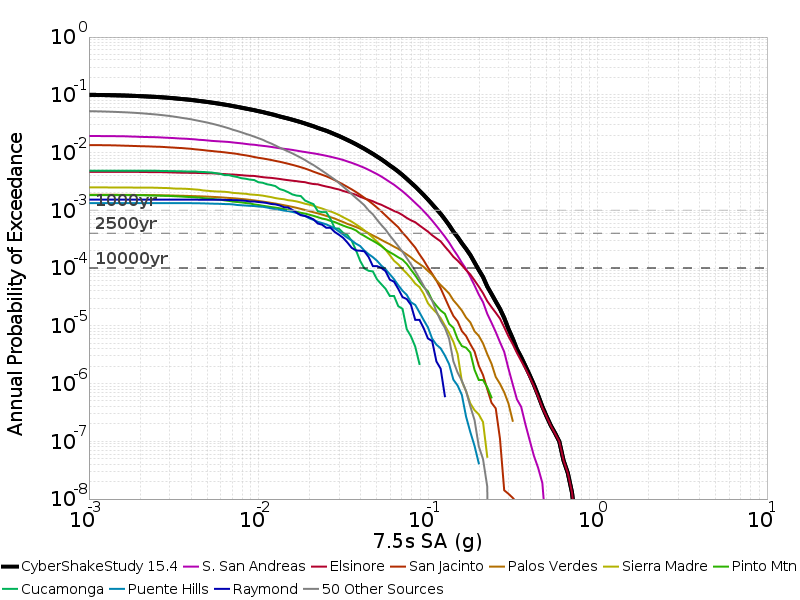 10^0
10^-1
10^-2
10^-3
10^-4
10^-5
10^-6
10^-7
10^-8
Annual Probability of Exceedance
1000yr
2500yr
10000yr
10^-3 10^-2 10^-1 10^0 10^1
7.5s SA (g)
CyberShakeStudy 15.4 S. San Andreas Elsinore San Jacinto Palos Verdes Sierra Madre Pinto Mtn
Cucamonga Puente Hills Raymond 50 Other Sources